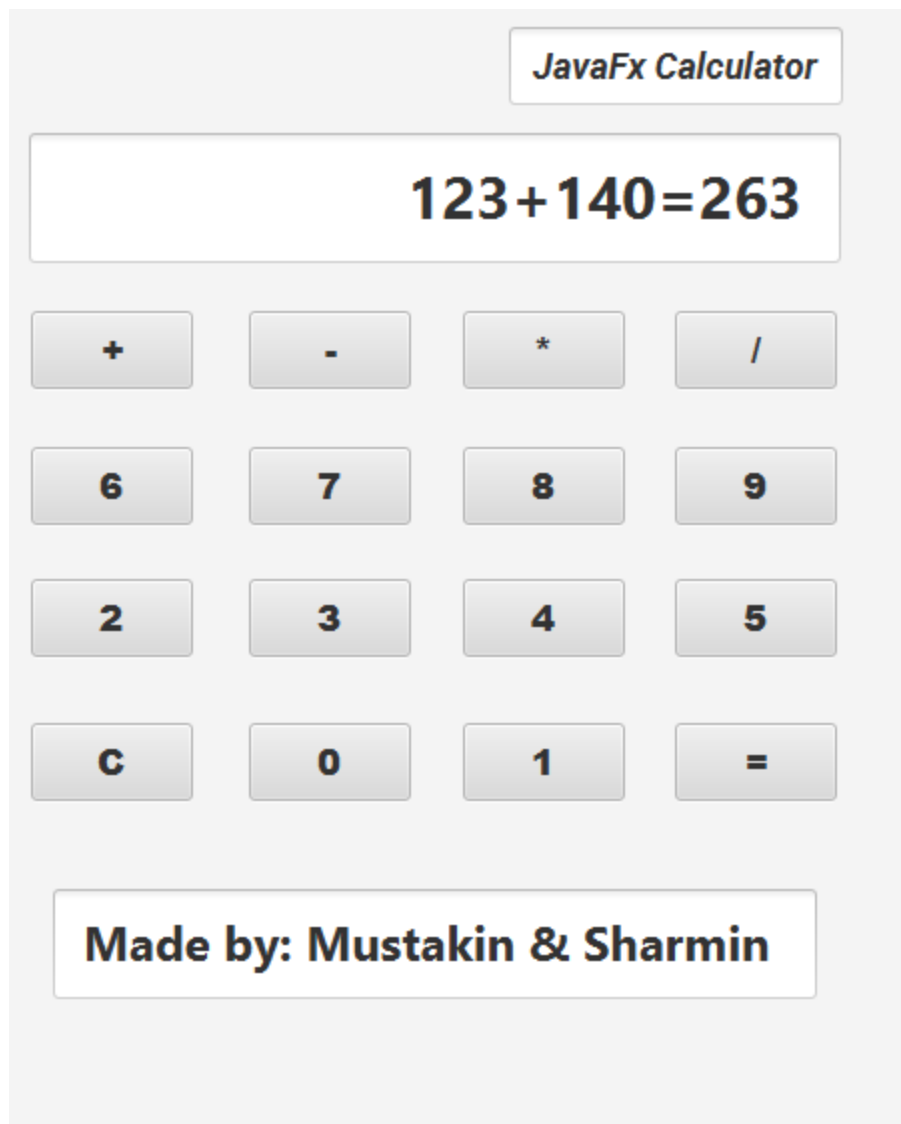 JavaFx Calculator
123+140=263
+ - * /
6 7 8 9
2 3 4 5
C 0 1 =
Made by: Mustakin & Sharmin